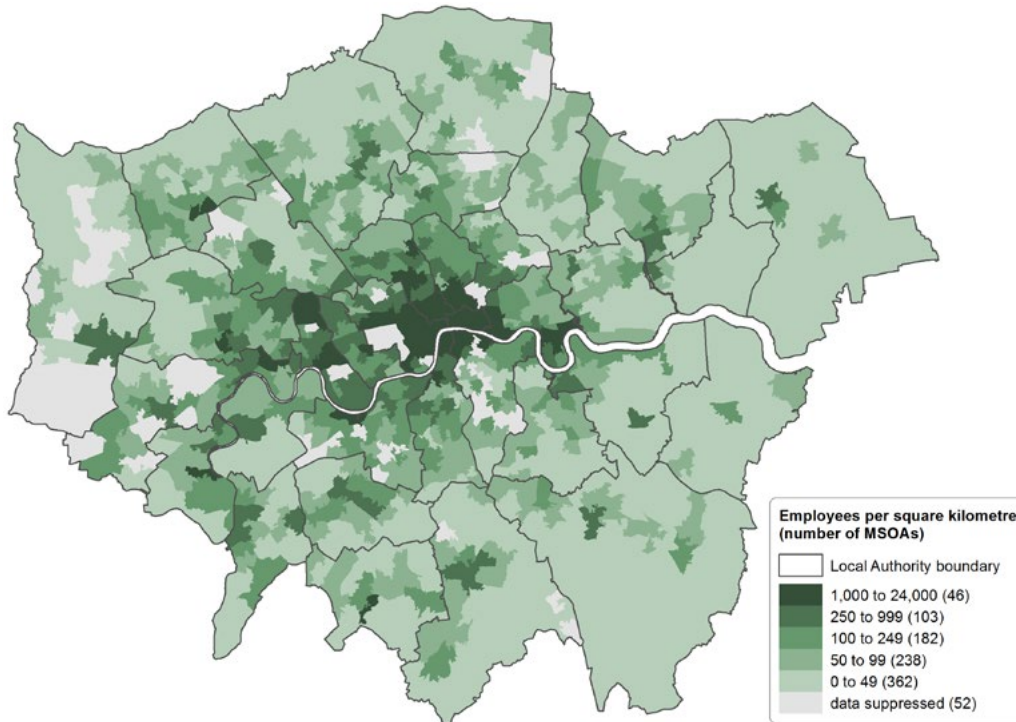 Employees per square kilometre
(number of MSOAs)
Local Authority boundary
1,000 to 24,000 (46)
250 to 999 (103)
100 to 249 (182)
50 to 99 (238)
0 to 49 (362)
data suppressed (52)